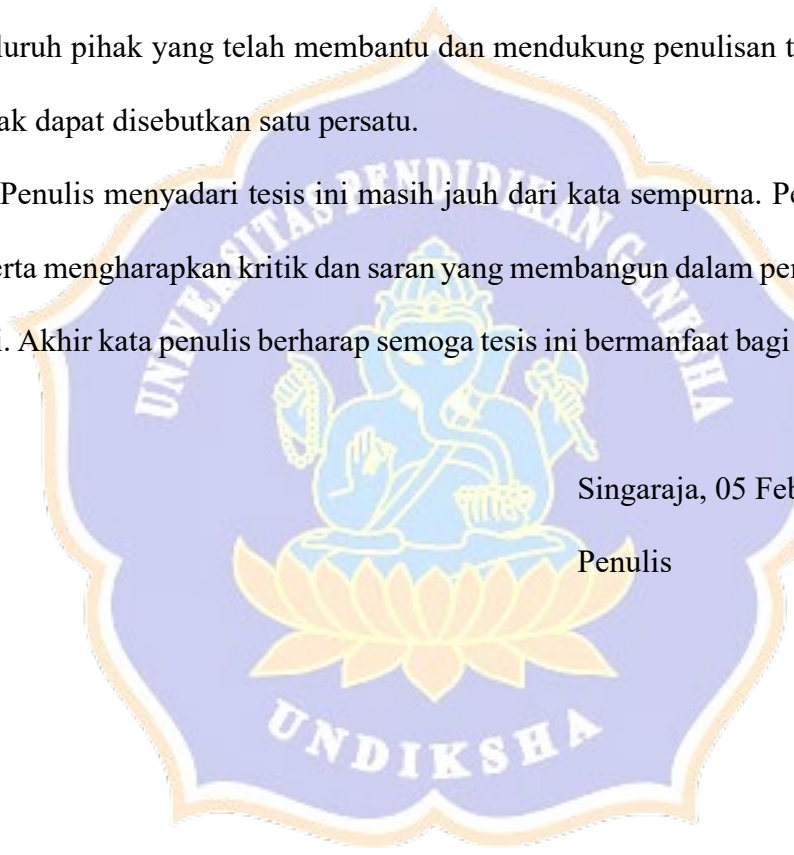 luruh pihak yang telah membantu dan mendukung penulisan t
ak dapat disebutkan satu persatu.
Penulis menyadari tesis ini masih jauh dari kata sempurna. Pe
erta mengharapkan kritik dan saran yang membangun dalam per
i. Akhir kata penulis berharap semoga tesis ini bermanfaat bagi
UNIVERSITAS PENDIDIKAN GANESHA
Singaraja, 05 Feb
Penulis
UNDIKSHA